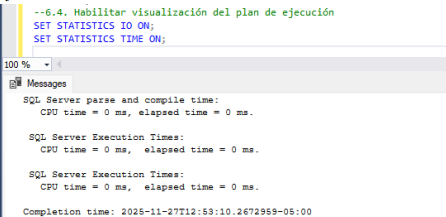 --6.4. Habilitar visualización del plan de ejecución
SET STATISTICS IO ON;
SET STATISTICS TIME ON;
100 %
Messages
SQL Server parse and compile time:
CPU time = 0 ms, elapsed time = 0 ms.
SQL Server Execution Times:
CPU time = 0 ms,  elapsed time = 0 ms.
SQL Server Execution Times:
CPU time = 0 ms,  elapsed time = 0 ms.
Completion time: 2025-11-27T12:53:10.2672959-05:00